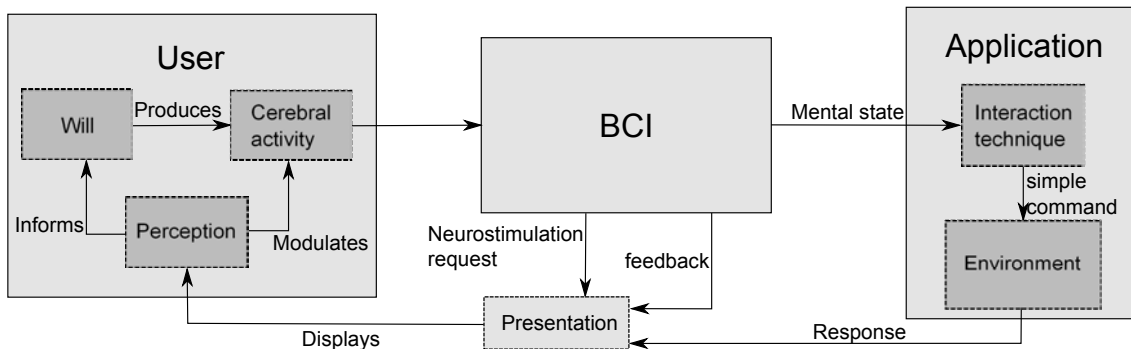 User
Application
BCI
Will
Produces
Cerebral
activity
Mental state
Interaction
technique
simple
command
Informs
Perception
Modulates
Neurostimulation
request
feedback
Environment
Presentation
Displays
Response